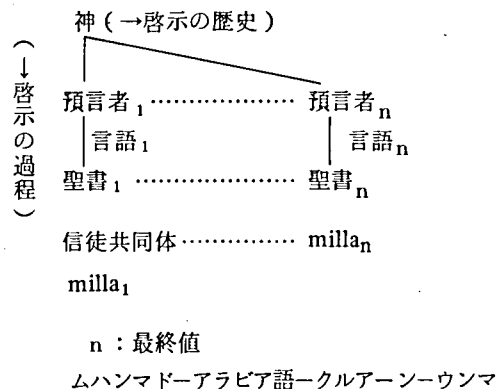 神（→啓示の歴史）
（→啓示の過程）
預言者1 ……………… 預言者n
言語1 言語n
聖書1 ……………… 聖書n
信徒共同体 …………… millan
milla1
n：最終値
ムハンマドーアラビア語ークルアーンーウンマ